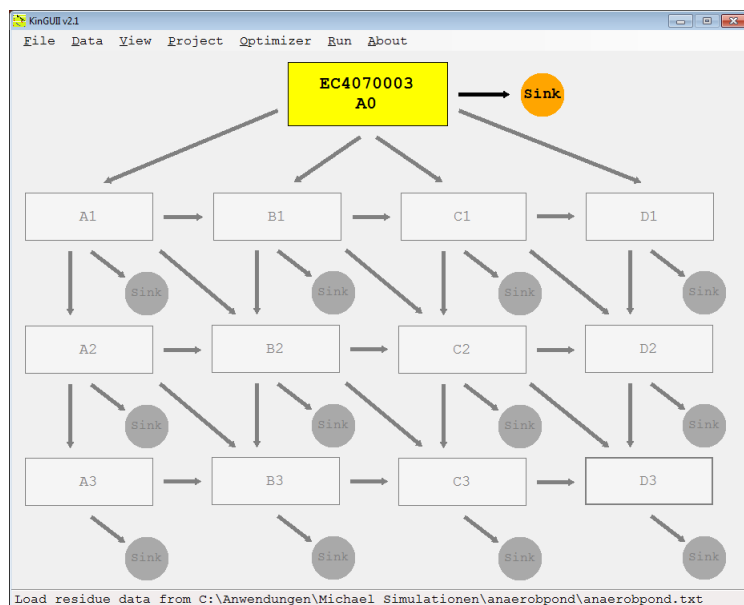 KinGUII v2.1
File Data View Project Optimizer Run About
EC4070003
A0
Sink
A1 B1 C1 D1
Sink Sink Sink Sink
A2 B2 C2 D2
Sink Sink Sink Sink
A3 B3 C3 D3
Sink Sink Sink Sink
Load residue data from C:\Anwendungen\Michael Simulationen\anaerobpond\anaerobpond.txt